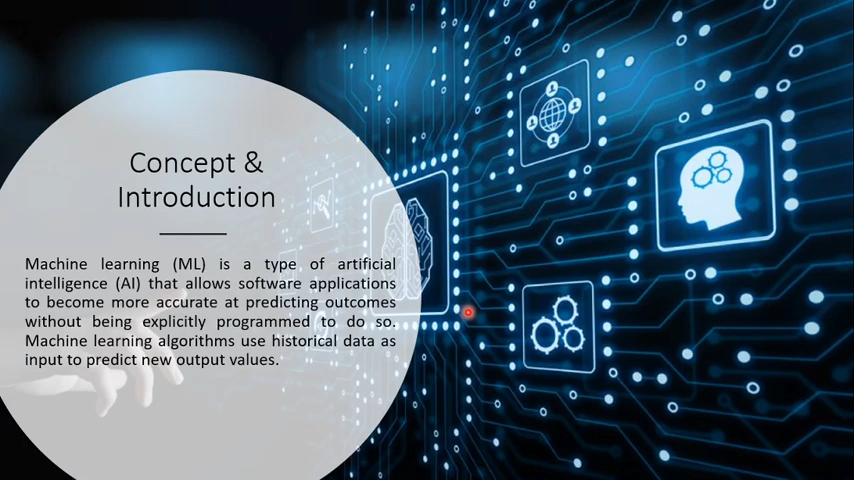 Concept &
Introduction
Machine learning (ML) is a type of artificial
intelligence (AI) that allows software applications
to become more accurate at predicting outcomes
without being explicitly programmed to do so.
Machine learning algorithms use historical data as
input to predict new output values.